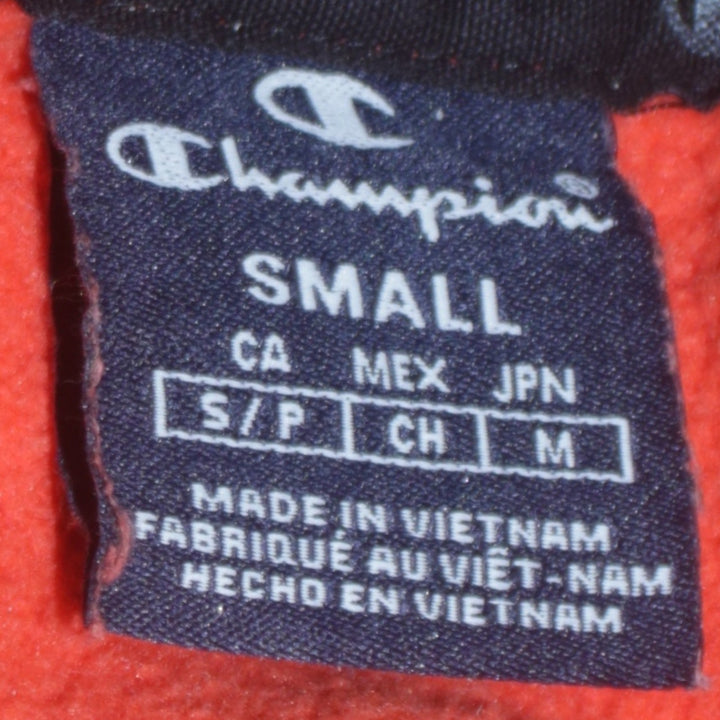 Champion®
SMALL
CA MEX JPN
S/P CH M
MADE IN VIETNAM
FABRIQUÉ AU VIÊT-NAM
HECHO EN VIETNAM